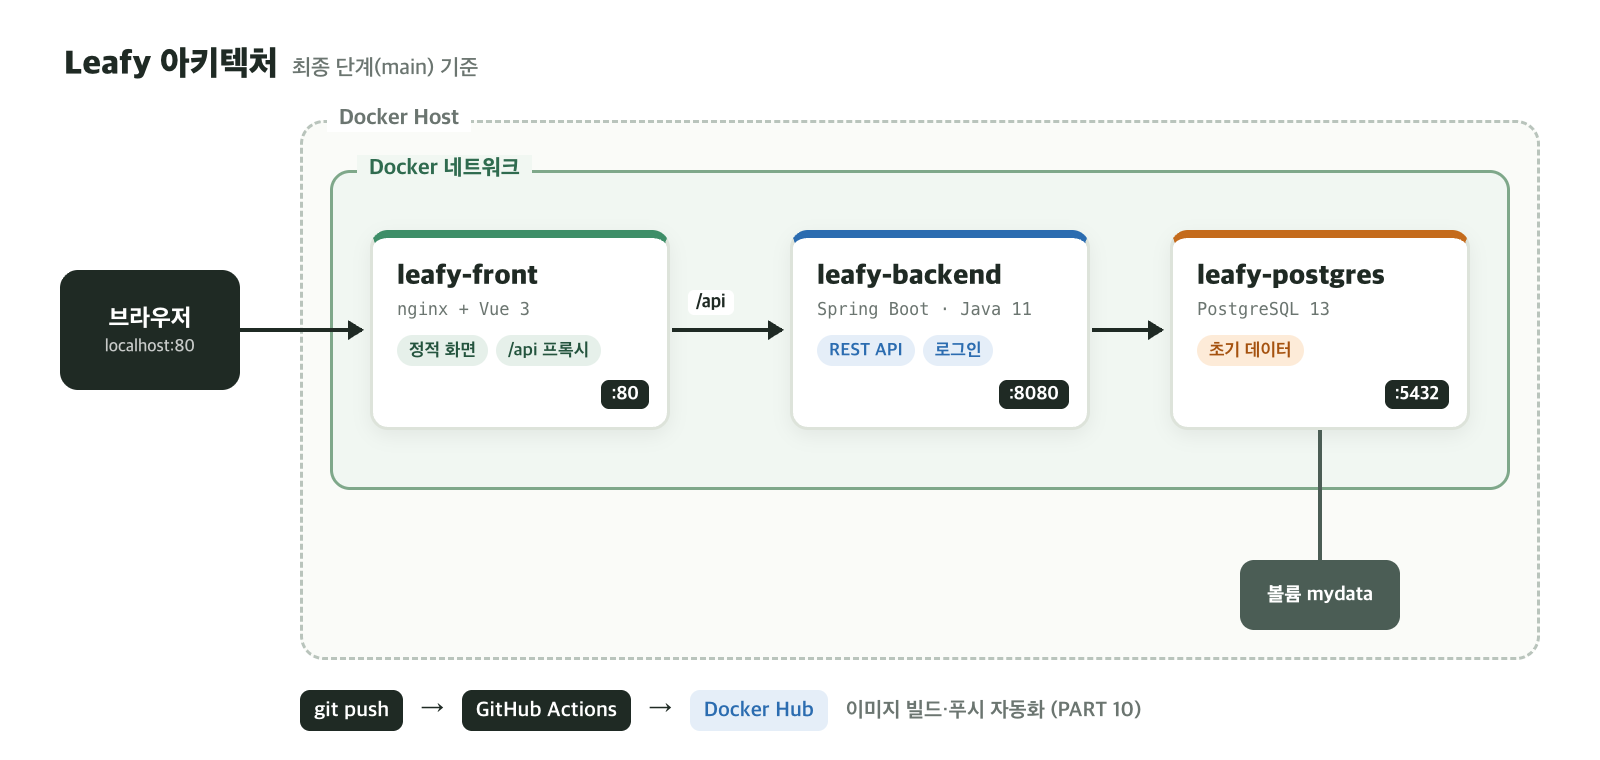 Leafy 아키텍처 최종 단계(main) 기준
Docker Host
Docker 네트워크
브라우저
localhost:80
leafy-front
nginx + Vue 3
정적 화면 /api 프록시
:80
/api
leafy-backend
Spring Boot · Java 11
REST API 로그인
:8080
leafy-postgres
PostgreSQL 13
초기 데이터
:5432
볼륨 mydata
git push → GitHub Actions → Docker Hub 이미지 빌드·푸시 자동화 (PART 10)